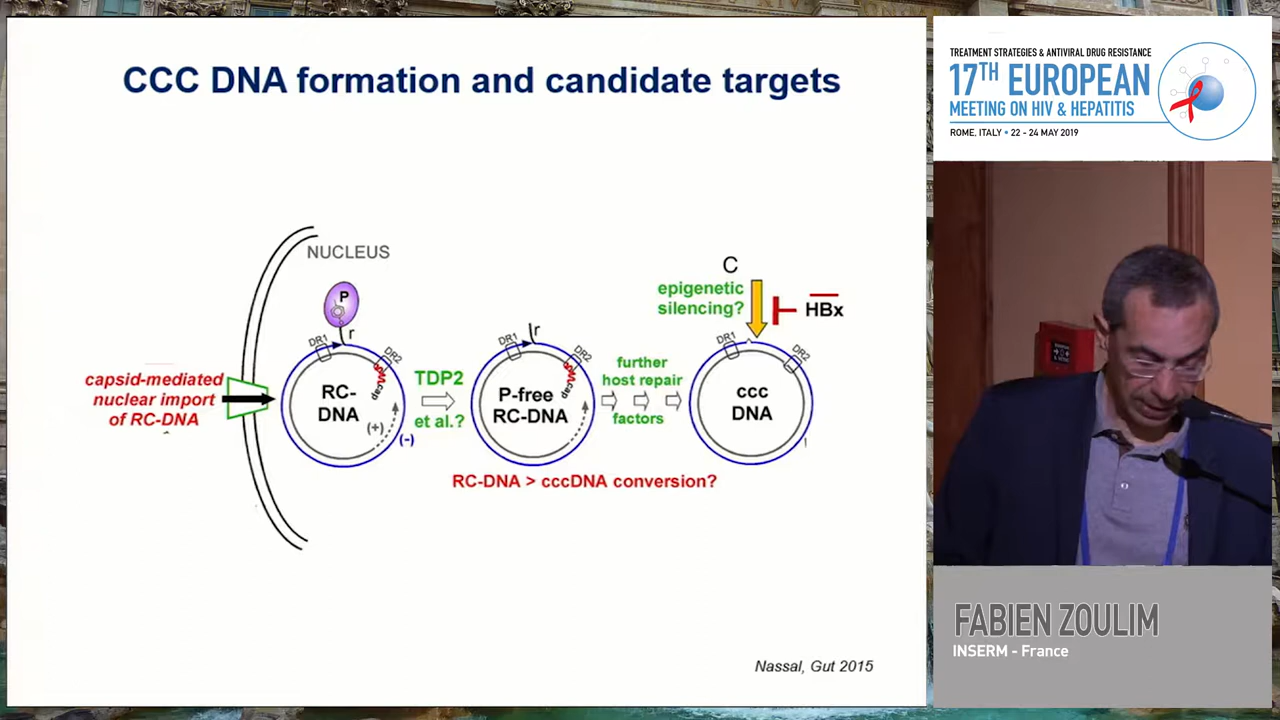 CCC DNA formation and candidate targets
NUCLEUS
P
r
DR1
DR2
cap
RC-
DNA
(+)
(-)
capsid-mediated
nuclear import
of RC-DNA
TDP2
et al.?
r
DR1
DR2
cap
P-free
RC-DNA
further
host repair
factors
C
epigenetic
silencing?
HBx
DR1
DR2
ccc
DNA
RC-DNA > cccDNA conversion?
Nassal, Gut 2015
TREATMENT STRATEGIES & ANTIVIRAL DRUG RESISTANCE
17TH EUROPEAN
MEETING ON HIV & HEPATITIS
ROME, ITALY • 22 - 24 MAY 2019
FABIEN ZOULIM
INSERM - France